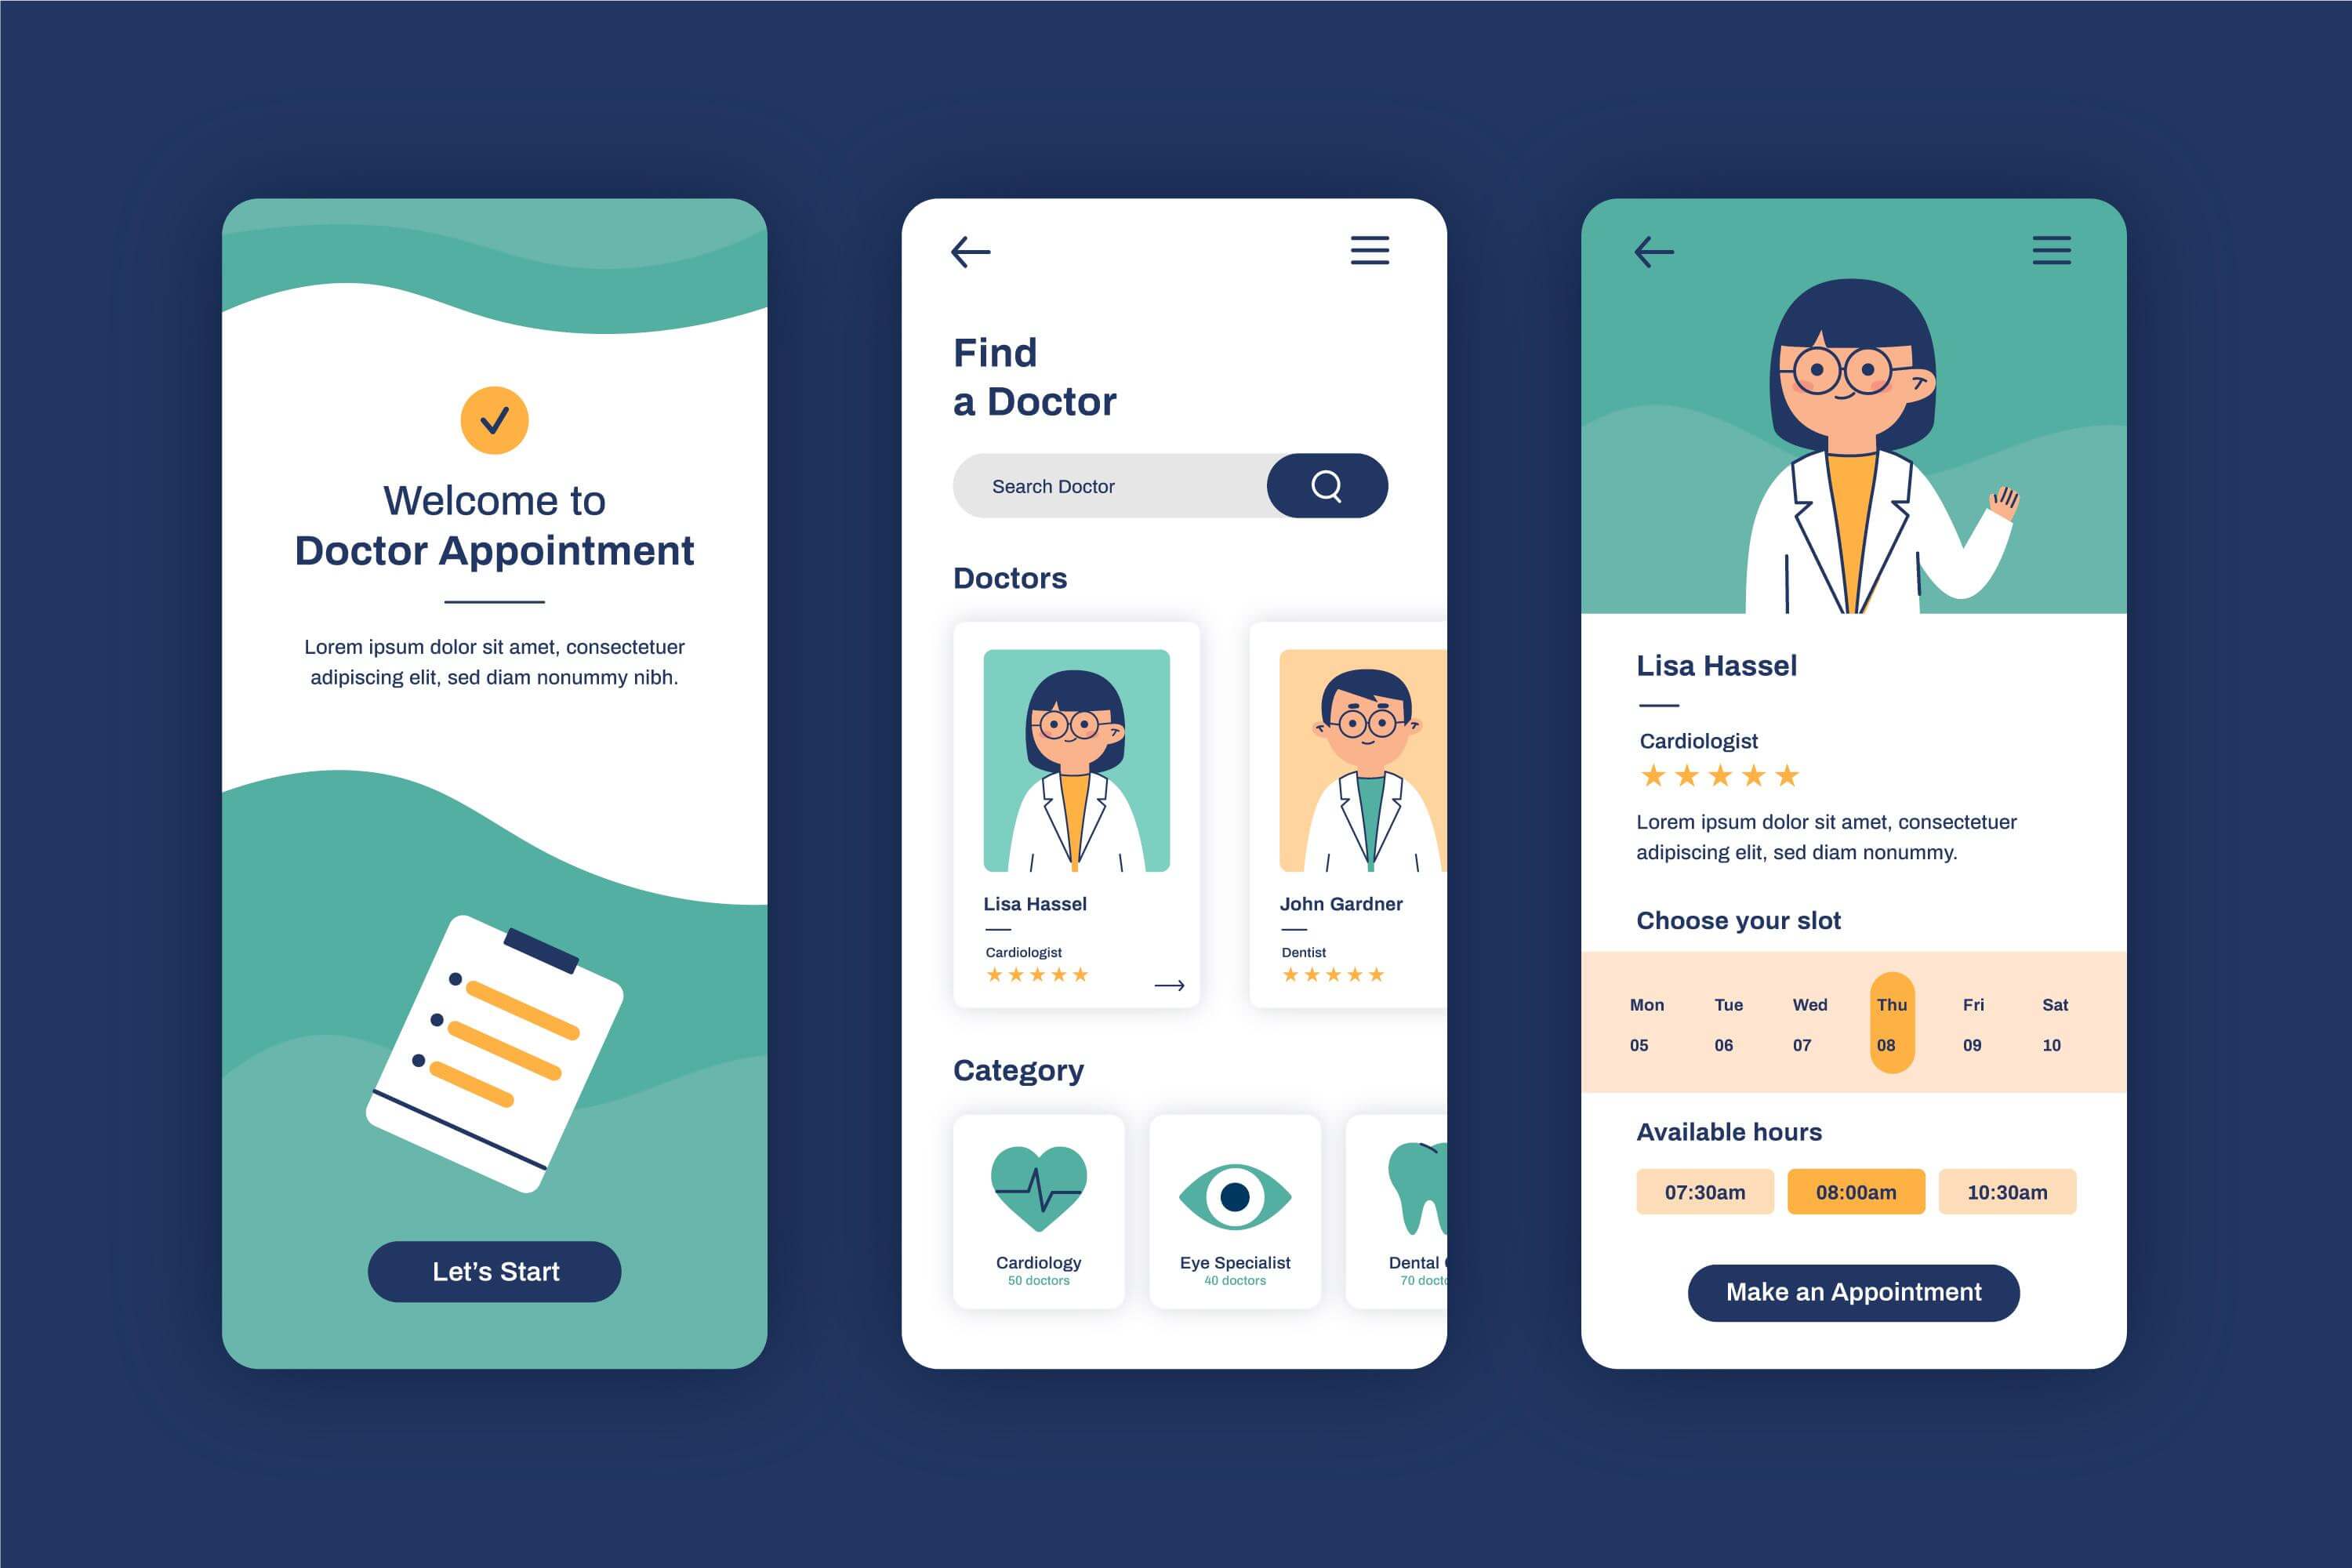 Welcome to
Doctor Appointment
Lorem ipsum dolor sit amet, consectetuer
adipiscing elit, sed diam nonummy nibh.
Let’s Start
Find
a Doctor
Search Doctor
Doctors
Lisa Hassel
Cardiologist
John Gardner
Dentist
Category
Cardiology
50 doctors
Eye Specialist
40 doctors
Dental
70
Lisa Hassel
Cardiologist
Lorem ipsum dolor sit amet, consectetuer
adipiscing elit, sed diam nonummy.
Choose your slot
Mon Tue Wed Thu Fri Sat
05 06 07 08 09 10
Available hours
07:30am 08:00am 10:30am
Make an Appointment